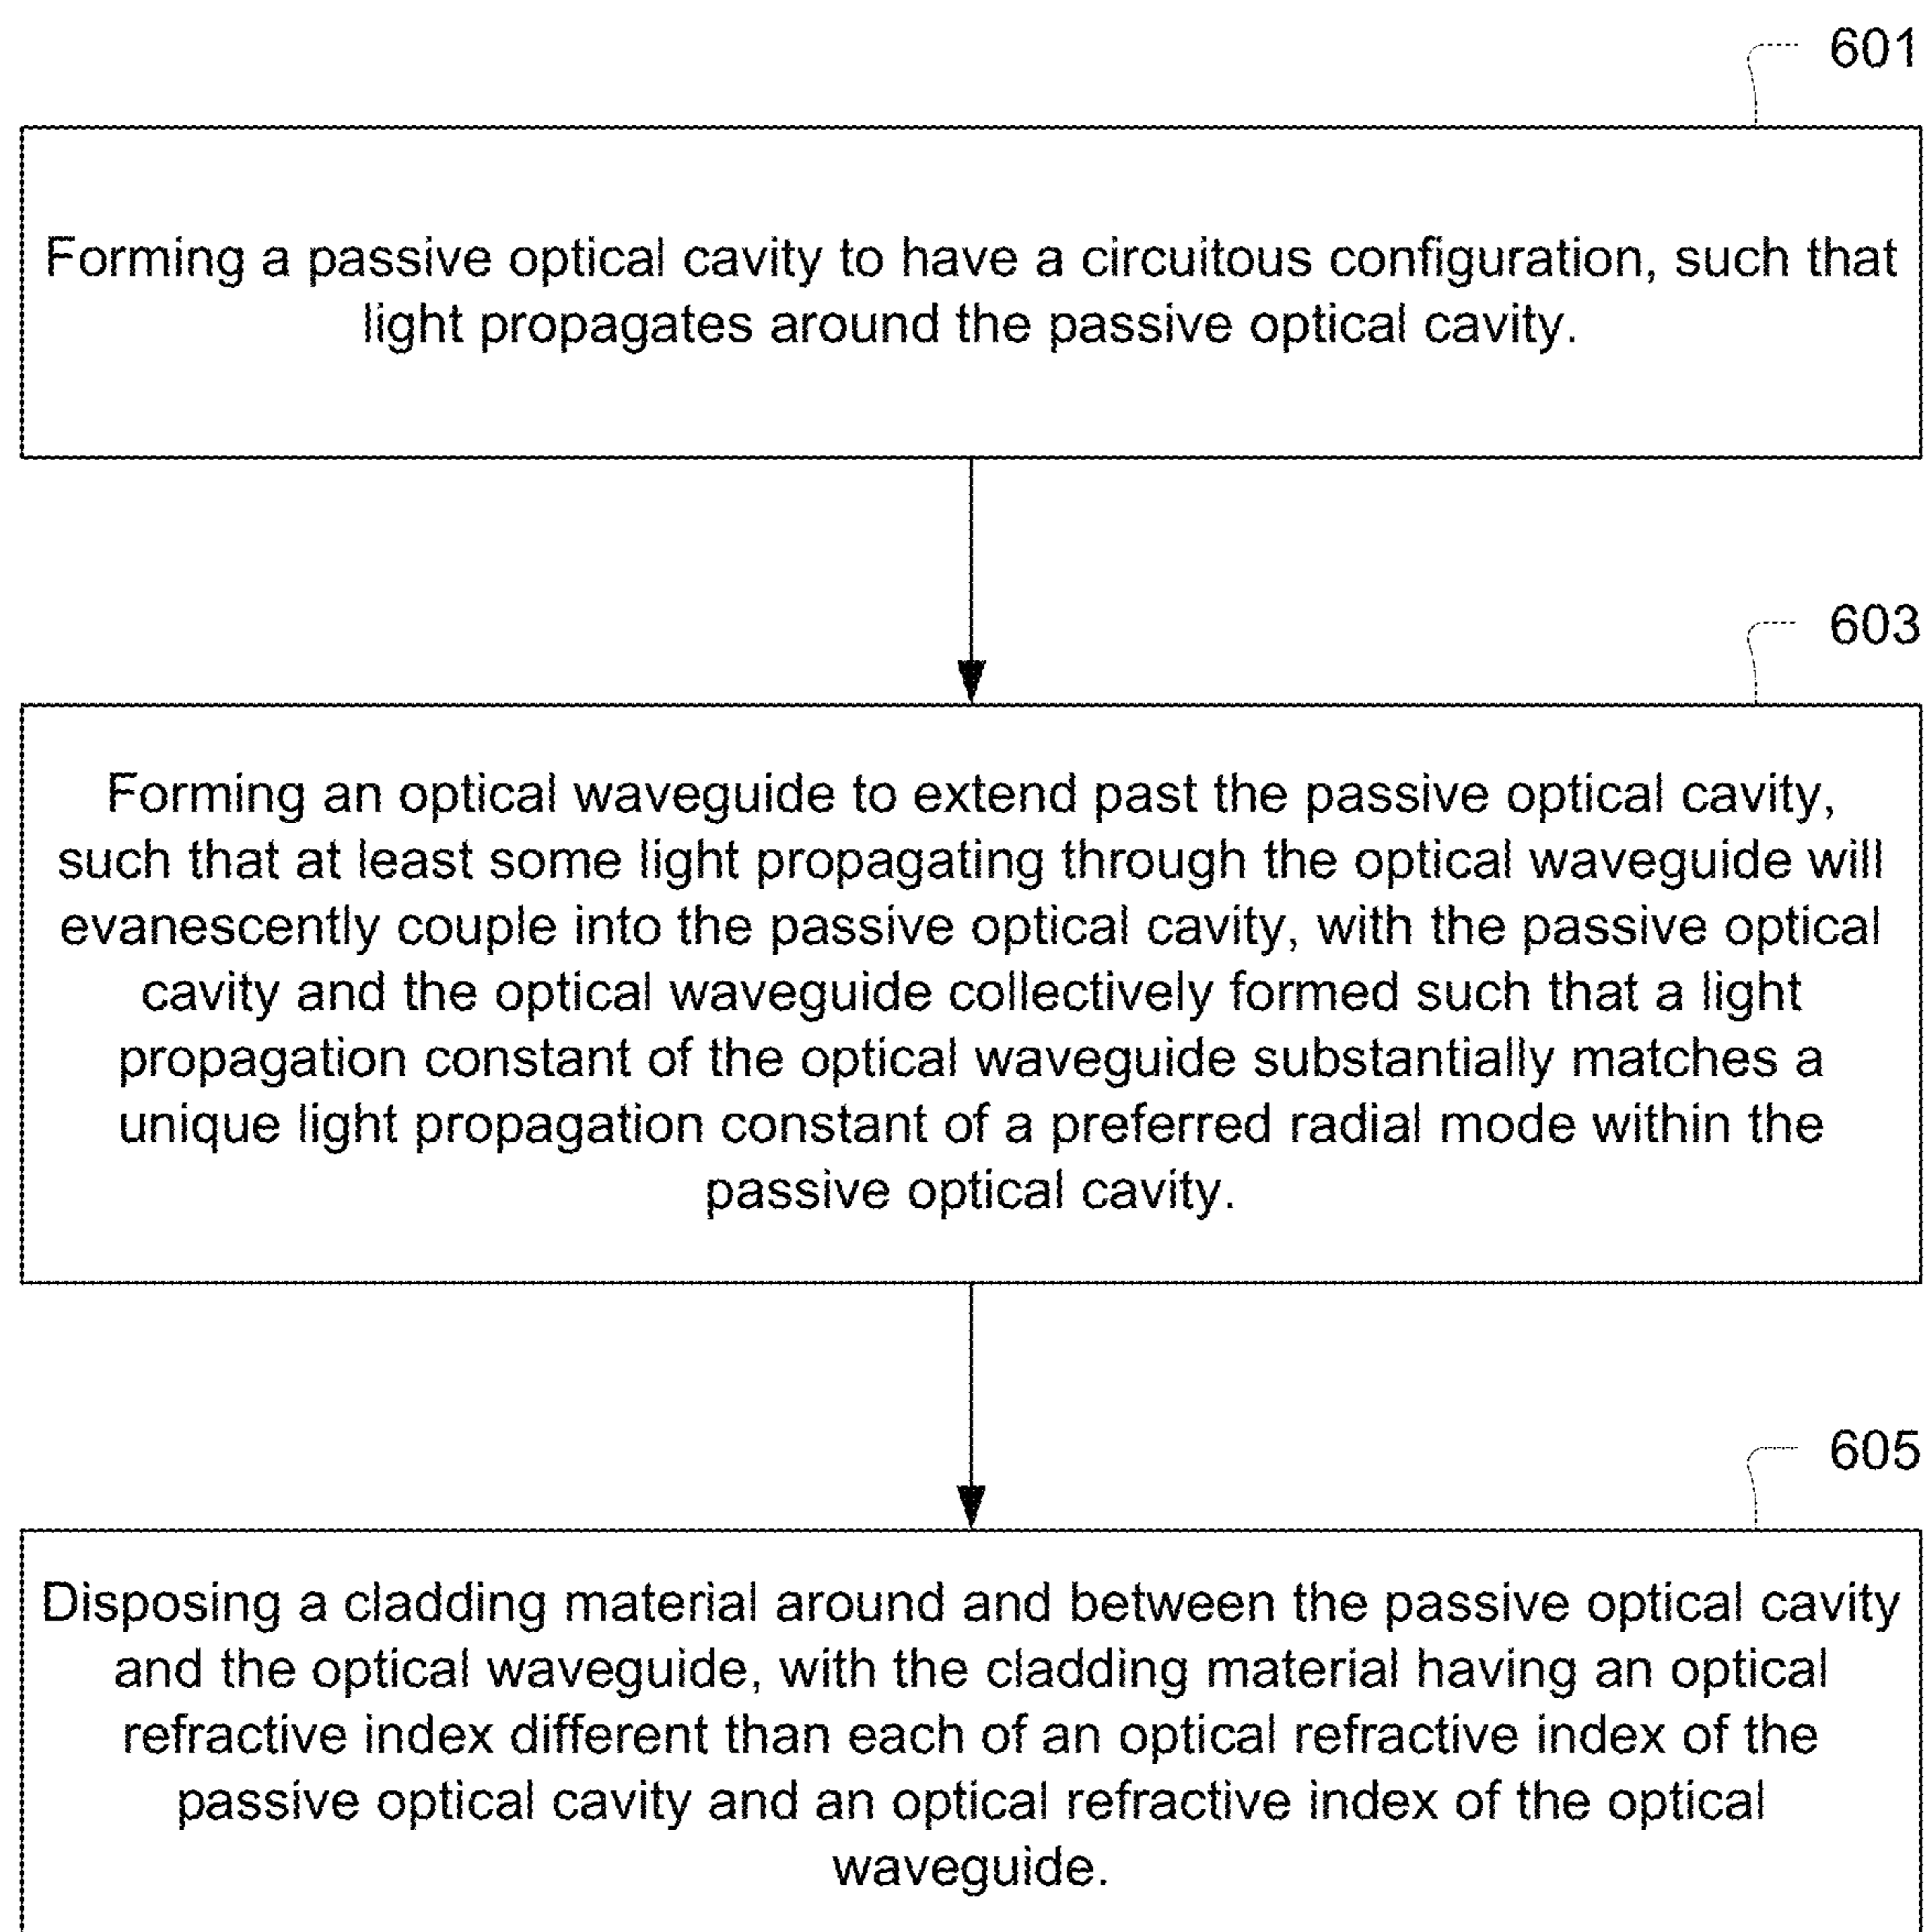 601
Forming a passive optical cavity to have a circuitous configuration, such that
light propagates around the passive optical cavity.
603
Forming an optical waveguide to extend past the passive optical cavity,
such that at least some light propagating through the optical waveguide will
evanescently couple into the passive optical cavity, with the passive optical
cavity and the optical waveguide collectively formed such that a light
propagation constant of the optical waveguide substantially matches a
unique light propagation constant of a preferred radial mode within the
passive optical cavity.
605
Disposing a cladding material around and between the passive optical cavity
and the optical waveguide, with the cladding material having an optical
refractive index different than each of an optical refractive index of the
passive optical cavity and an optical refractive index of the optical
waveguide.